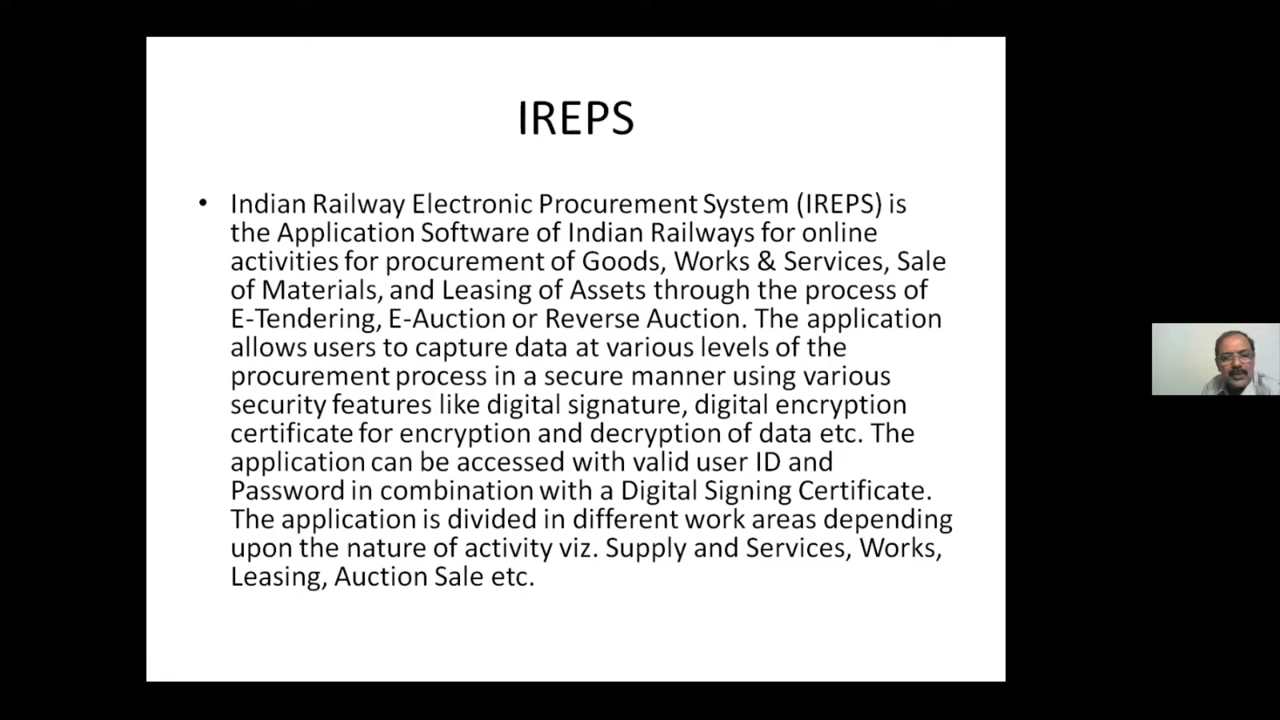 IREPS
• Indian Railway Electronic Procurement System (IREPS) is
the Application Software of Indian Railways for online
activities for procurement of Goods, Works & Services, Sale
of Materials, and Leasing of Assets through the process of
E-Tendering, E-Auction or Reverse Auction. The application
allows users to capture data at various levels of the
procurement process in a secure manner using various
security features like digital signature, digital encryption
certificate for encryption and decryption of data etc. The
application can be accessed with valid user ID and
Password in combination with a Digital Signing Certificate.
The application is divided in different work areas depending
upon the nature of activity viz. Supply and Services, Works,
Leasing, Auction Sale etc.